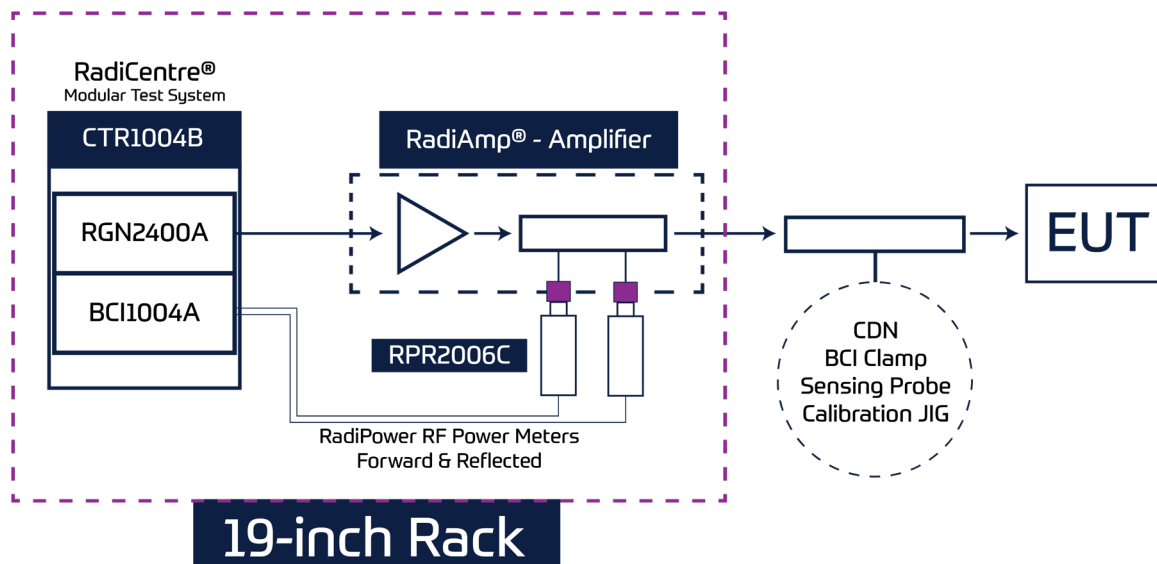 RadiCentre®
Modular Test System
CTR1004B
RGN2400A
BCI1004A
RadiAmp® - Amplifier
RPR2006C
RadiPower RF Power Meters
Forward & Reflected
19-inch Rack
CDN
BCI Clamp
Sensing Probe
Calibration JIG
EUT